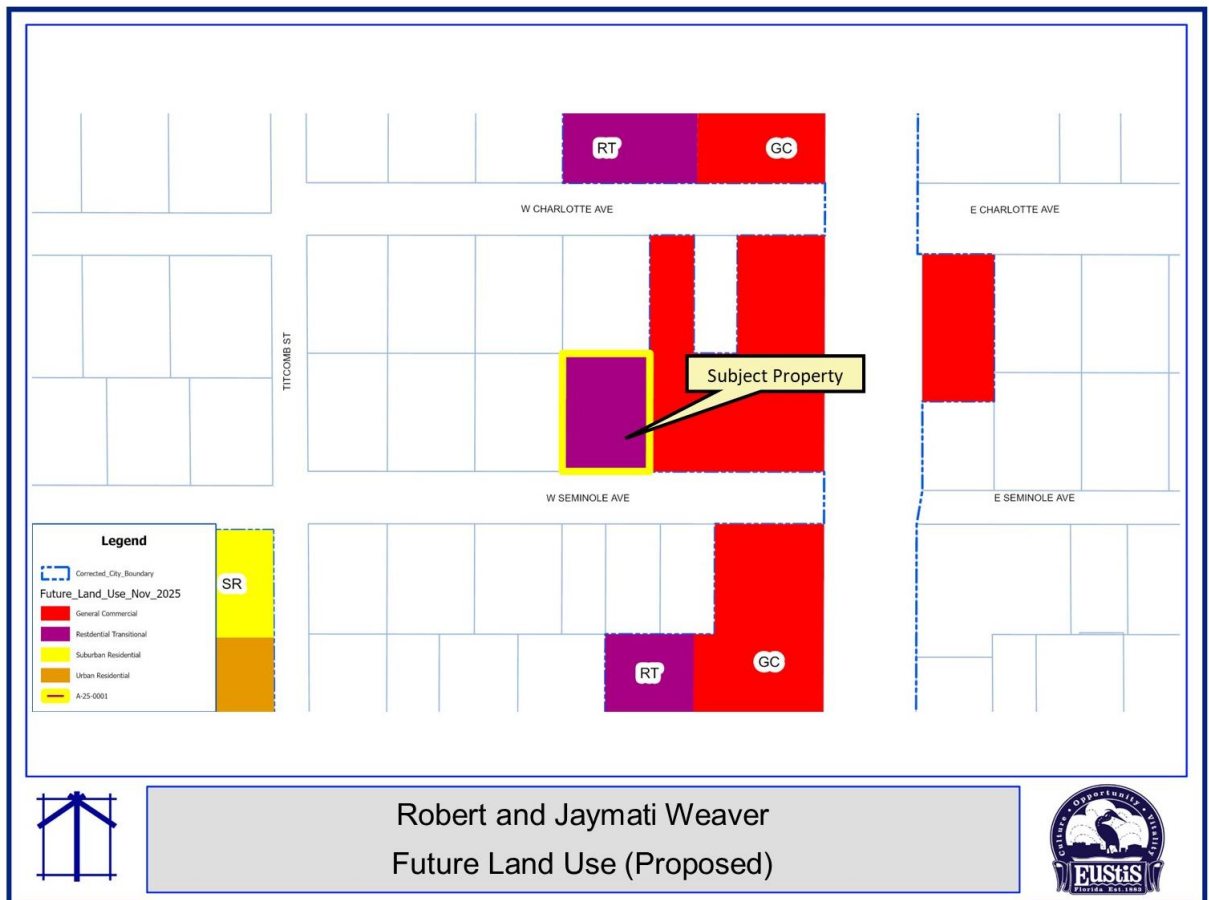 RT
GC
W CHARLOTTE AVE
E CHARLOTTE AVE
TITCOMB ST
Subject Property
W SEMINOLE AVE
E SEMINOLE AVE
Legend
Corrected_City_Boundary
Future_Land_Use_Nov_2025
General Commercial
Residential Transitional
Suburban Residential
Urban Residential
A-25-0001
SR
RT
GC
Robert and Jaymati Weaver
Future Land Use (Proposed)
Culture • Opportunity • Vitality
EUSTIS
Florida Est.1883